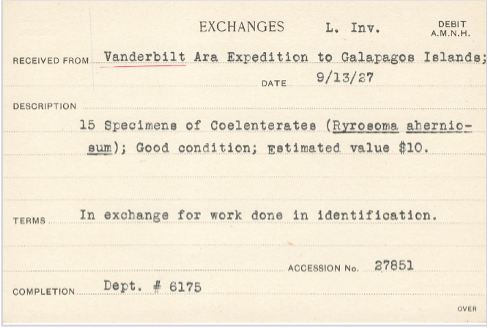 EXCHANGES L. Inv. DEBIT
A.M.N.H.
RECEIVED FROM Vanderbilt Ara Expedition to Galapagos Islands;
DATE 9/13/27
DESCRIPTION
15 Specimens of Coelenterates (Ryrosoma ahernio-
sum); Good condition; Estimated value $10.
TERMS In exchange for work done in identification.
ACCESSION No. 27851
COMPLETION Dept. # 6175
OVER